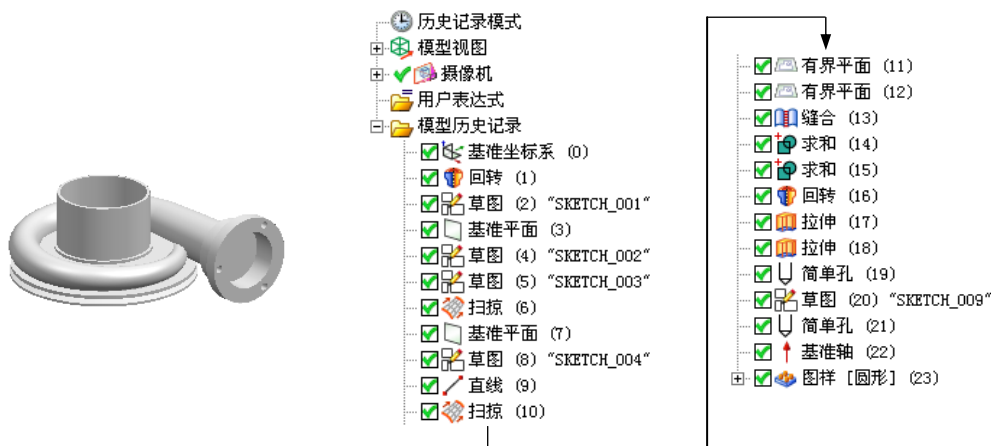 历史记录模式
模型视图
摄像机
用户表达式
模型历史记录
基准坐标系 (0)
回转 (1)
草图 (2) "SKETCH_001"
基准平面 (3)
草图 (4) "SKETCH_002"
草图 (5) "SKETCH_003"
扫掠 (6)
基准平面 (7)
草图 (8) "SKETCH_004"
直线 (9)
扫掠 (10)
有界平面 (11)
有界平面 (12)
缝合 (13)
求和 (14)
求和 (15)
回转 (16)
拉伸 (17)
拉伸 (18)
简单孔 (19)
草图 (20) "SKETCH_009"
简单孔 (21)
基准轴 (22)
图样 [圆形] (23)